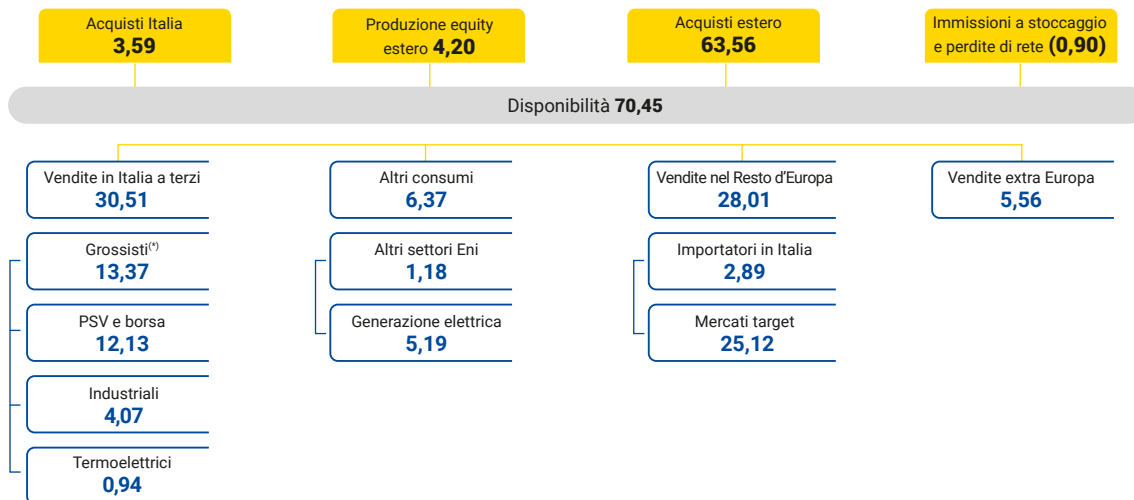 Acquisti Italia
3,59
Produzione equity
estero 4,20
Acquisti estero
63,56
Immissioni a stoccaggio
e perdite di rete (0,90)
Disponibilità 70,45
Vendite in Italia a terzi
30,51
Altri consumi
6,37
Vendite nel Resto d'Europa
28,01
Vendite extra Europa
5,56
Grossisti(*)
13,37
Altri settori Eni
1,18
Importatori in Italia
2,89
PSV e borsa
12,13
Generazione elettrica
5,19
Mercati target
25,12
Industriali
4,07
Termoelettrici
0,94